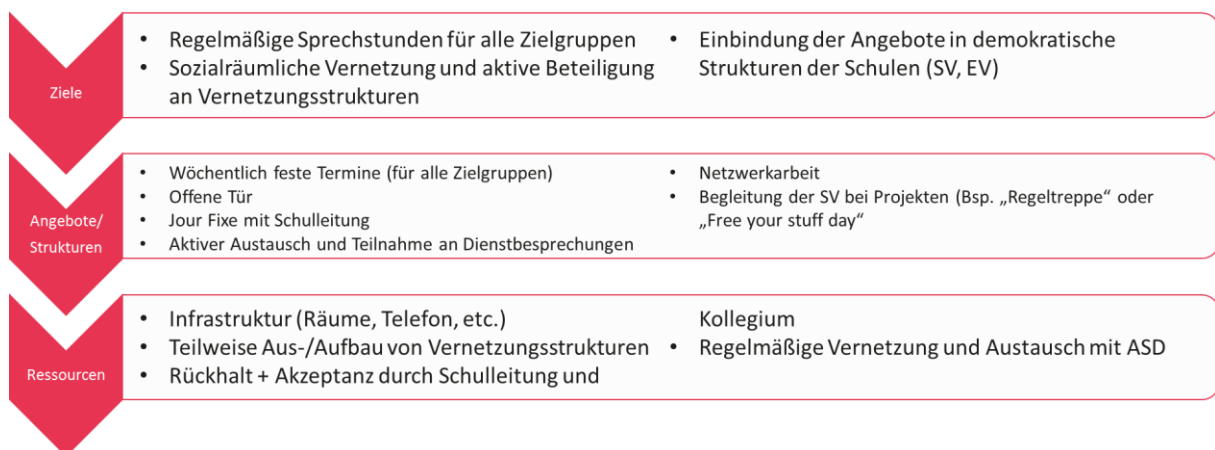 Ziele
• Regelmäßige Sprechstunden für alle Zielgruppen
• Sozialräumliche Vernetzung und aktive Beteiligung
an Vernetzungsstrukturen
• Einbindung der Angebote in demokratische
Strukturen der Schulen (SV, EV)
Angebote/
Strukturen
• Wöchentlich feste Termine (für alle Zielgruppen)
• Offene Tür
• Jour Fixe mit Schulleitung
• Aktiver Austausch und Teilnahme an Dienstbesprechungen
• Netzwerkarbeit
• Begleitung der SV bei Projekten (Bsp. „Regeltreppe“ oder
„Free your stuff day“
Ressourcen
• Infrastruktur (Räume, Telefon, etc.)
• Teilweise Aus-/Aufbau von Vernetzungsstrukturen
• Rückhalt + Akzeptanz durch Schulleitung und
Kollegium
• Regelmäßige Vernetzung und Austausch mit ASD